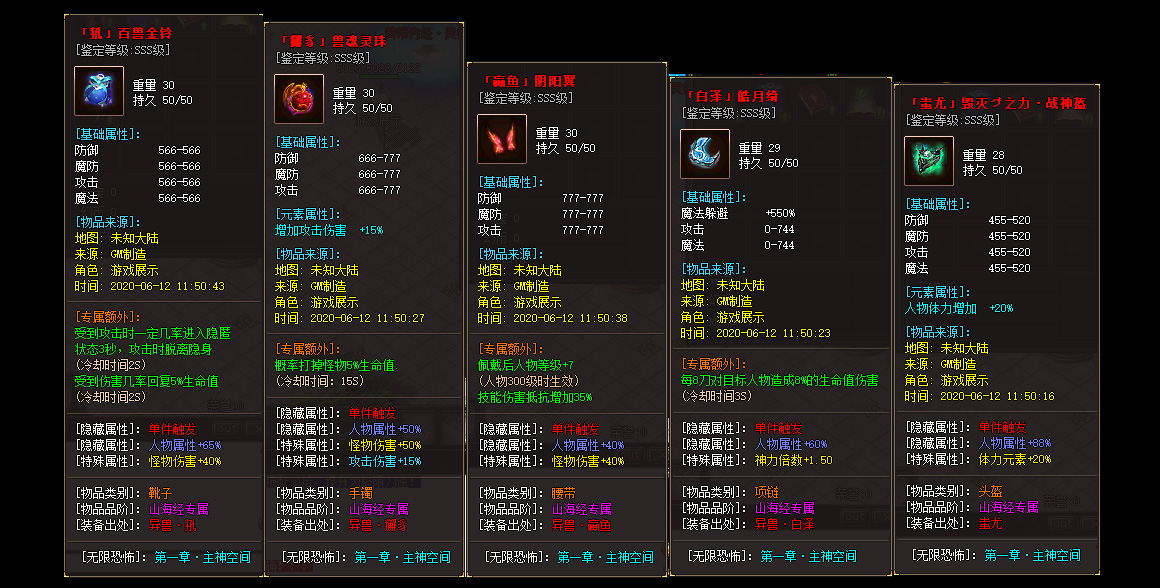 「犼」百兽金铃
[鉴定等级:SSS级]
重量 30
持久 50/50
[基础属性]:
防御 566-566
魔防 566-566
攻击 566-566
魔法 566-566
[物品来源]:
地图: 未知大陆
来源: GM制造
角色: 游戏展示
时间: 2020-06-12 11:50:43
[专属额外]:
受到攻击时一定几率进入隐匿
状态3秒，攻击时脱离隐身
(冷却时间2S)
受到伤害几率回复5%生命值
(冷却时间2S)
[隐藏属性]: 单件触发
[隐藏属性]: 人物属性+65%
[特殊属性]: 怪物伤害+40%
[物品类别]: 靴子
[物品品阶]: 山海经专属
[装备出处]: 异兽·犼
[无限恐怖]: 第一章·主神空间
兽魂灵珠
[鉴定等级:SSS级]
重量 30
持久 50/50
[基础属性]:
防御 666-777
魔防 666-777
攻击 666-777
[元素属性]:
增加攻击伤害 +15%
[物品来源]:
地图: 未知大陆
来源: GM制造
角色: 游戏展示
时间: 2020-06-12 11:50:27
[专属额外]:
概率打掉怪物5%生命值.
(冷却时间: 15S)
[隐藏属性]: 单件触发
[隐藏属性]: 人物属性+50%
[特殊属性]: 怪物伤害+50%
[特殊属性]: 攻击伤害+15%
[物品类别]: 手镯
[物品品阶]: 山海经专属
[装备出处]: 异兽·
[无限恐怖]: 第一章·主神空间
「蠃鱼」阴阳翼
[鉴定等级:SSS级]
重量 30
持久 50/50
[基础属性]:
防御 777-777
魔防 777-777
攻击 777-777
[物品来源]:
地图: 未知大陆
来源: GM制造
角色: 游戏展示
时间: 2020-06-12 11:50:38
[专属额外]:
佩戴后人物等级+7
(人物300级时生效)
技能伤害抵抗增加35%
[隐藏属性]: 单件触发
[隐藏属性]: 人物属性+40%
[特殊属性]: 怪物伤害+40%
[物品类别]: 腰带
[物品品阶]: 山海经专属
[装备出处]: 异兽·蠃鱼
[无限恐怖]: 第一章·主神空间
「白泽」皓月绮
[鉴定等级:SSS级]
重量 29
持久 50/50
[基础属性]:
魔法躲避 +550%
攻击 0-744
魔法 0-744
[物品来源]:
地图: 未知大陆
来源: GM制造
角色: 游戏展示
时间: 2020-06-12 11:50:23
[专属额外]:
每8刀对目标人物造成8%的生命值伤害
(冷却时间3S)
[隐藏属性]: 单件触发
[隐藏属性]: 人物属性+60%
[特殊属性]: 神力倍数+1.50
[物品类别]: 项链
[物品品阶]: 山海经专属
[装备出处]: 异兽·白泽
[无限恐怖]: 第一章·主神空间
「蚩尤」毁灭之力·战神盔
[鉴定等级:SSS级]
重量 28
持久 50/50
[基础属性]:
防御 455-520
魔防 455-520
攻击 455-520
魔法 455-520
[元素属性]:
人物体力增加 +20%
[物品来源]:
地图: 未知大陆
来源: GM制造
角色: 游戏展示
时间: 2020-06-12 11:50:16
[隐藏属性]: 单件触发
[隐藏属性]: 人物属性+88%
[特殊属性]: 体力元素+20%
[物品类别]: 头盔
[物品品阶]: 山海经专属
[装备出处]: 蚩尤
[无限恐怖]: 第一章·主神空间